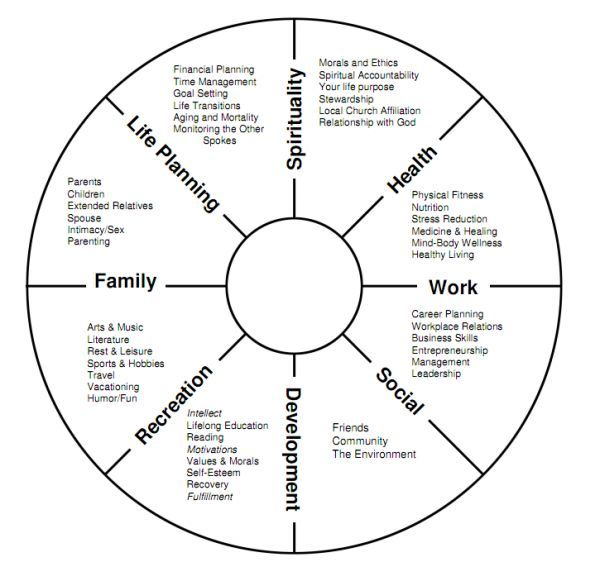 Spirituality
Morals and Ethics
Spiritual Accountability
Your life purpose
Stewardship
Local Church Affiliation
Relationship with God
Health
Physical Fitness
Nutrition
Stress Reduction
Medicine & Healing
Mind-Body Wellness
Healthy Living
Work
Career Planning
Workplace Relations
Business Skills
Entrepreneurship
Management
Leadership
Social
Friends
Community
The Environment
Development
Intellect
Lifelong Education
Reading
Motivations
Values & Morals
Self-Esteem
Recovery
Fulfillment
Recreation
Arts & Music
Literature
Rest & Leisure
Sports & Hobbies
Travel
Vacationing
Humor/Fun
Family
Parents
Children
Extended Relatives
Spouse
Intimacy/Sex
Parenting
Life Planning
Financial Planning
Time Management
Goal Setting
Life Transitions
Aging and Mortality
Monitoring the Other
Spokes